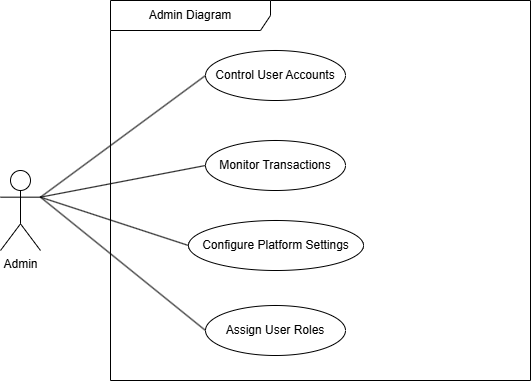 Admin Diagram
Control User Accounts
Monitor Transactions
Configure Platform Settings
Admin
Assign User Roles